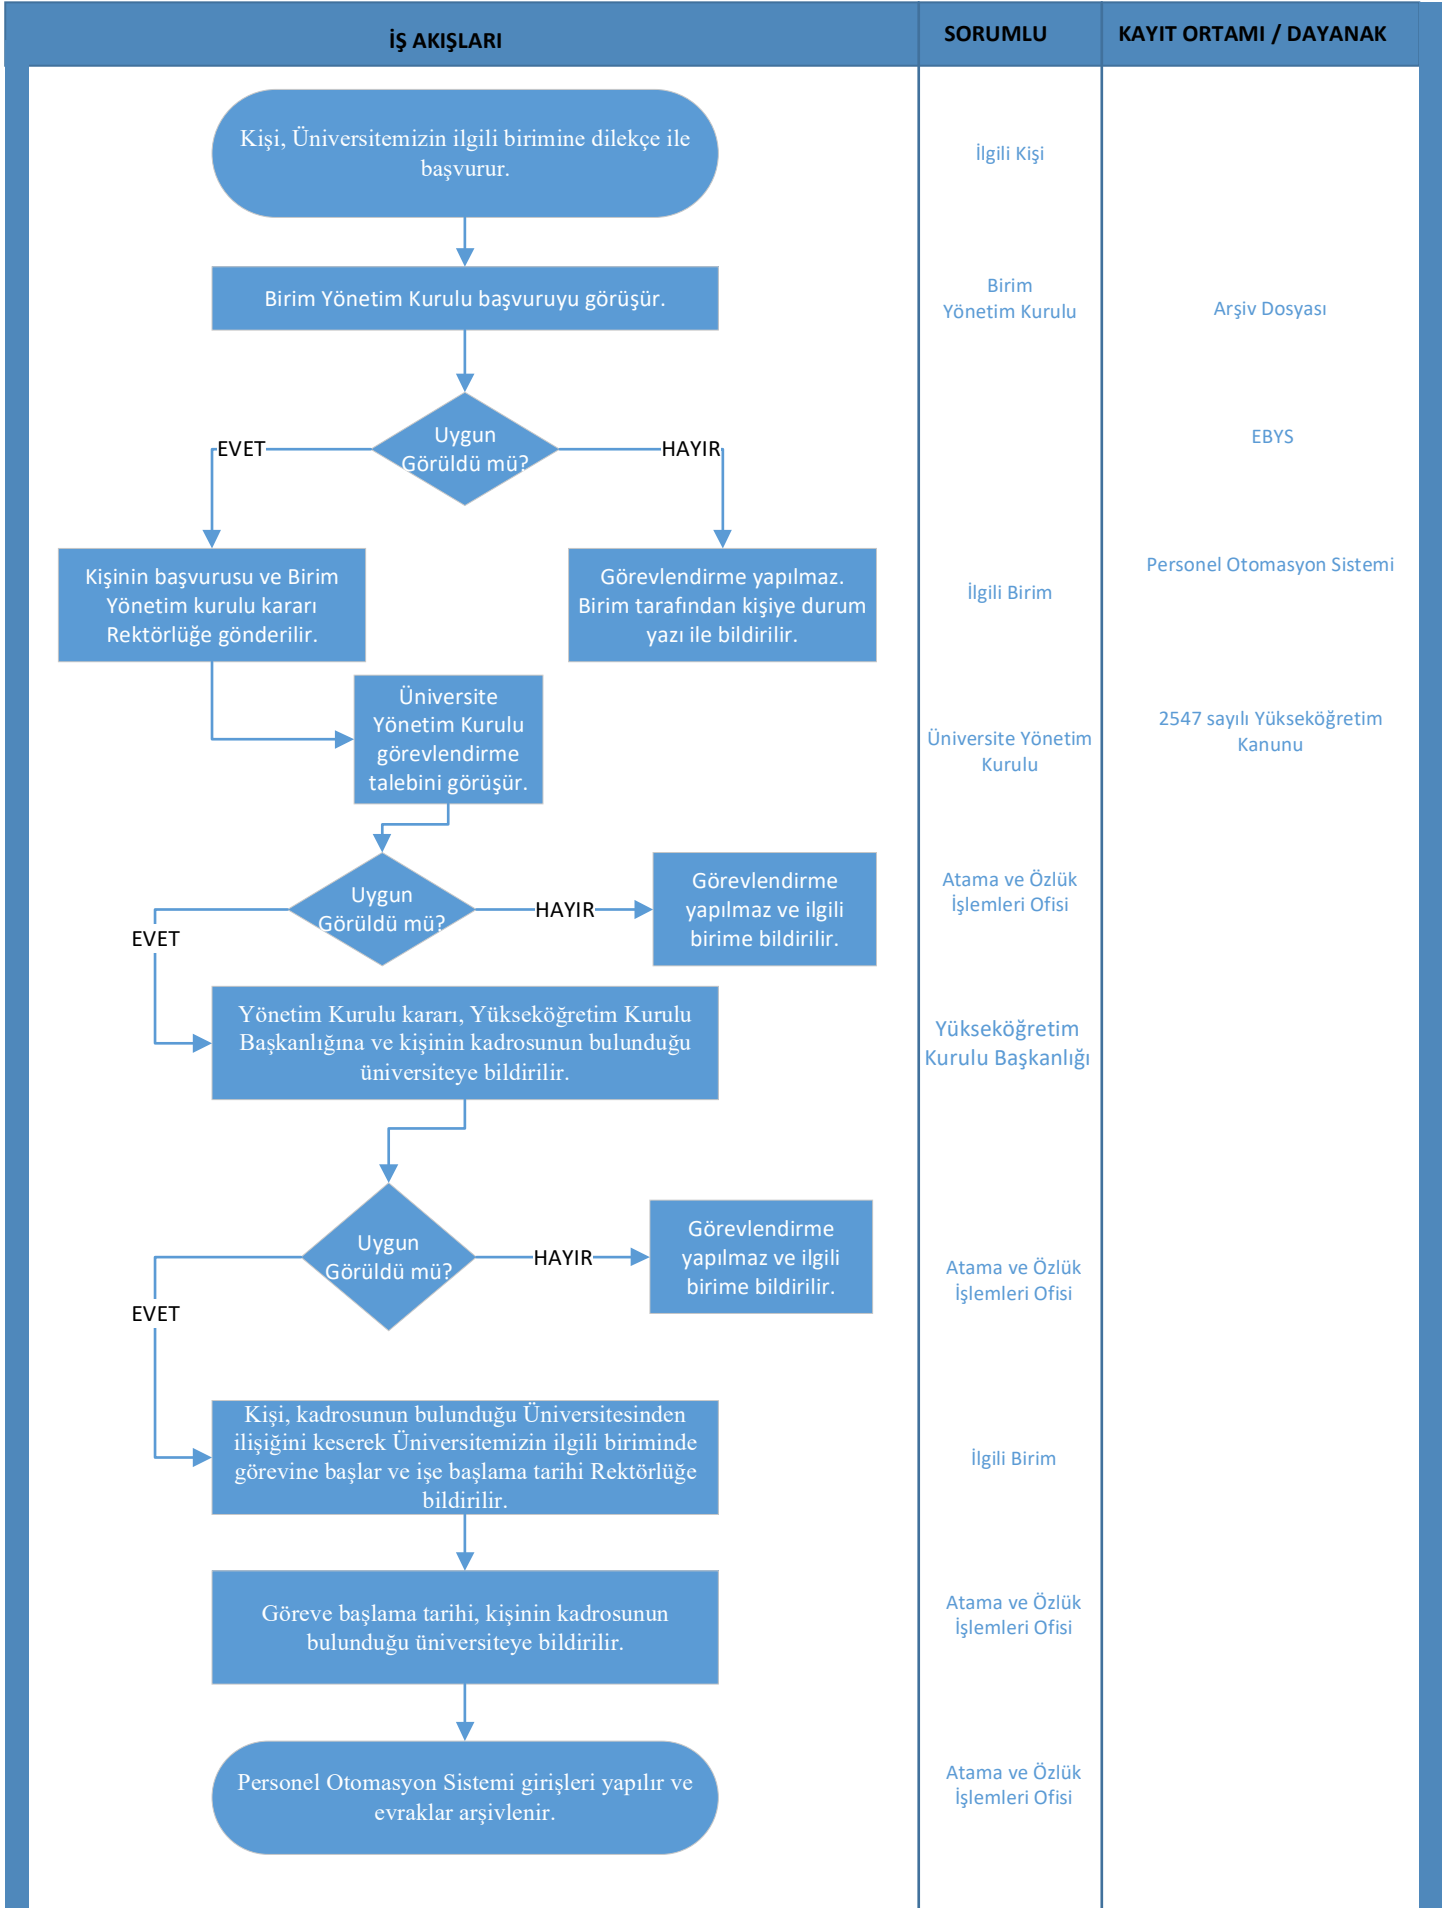 İŞ AKIŞLARI
SORUMLU
KAYIT ORTAMI / DAYANAK
Kişi, Üniversitemizin ilgili birimine dilekçe ile
başvurur.
İlgili Kişi
Birim Yönetim Kurulu başvuruyu görüşür.
Birim
Yönetim Kurulu
Arşiv Dosyası
Uygun
Görüldü mü?
EVET
HAYIR
EBYS
Kişinin başvurusu ve Birim
Yönetim kurulu kararı
Rektörlüğe gönderilir.
Görevlendirme yapılmaz.
Birim tarafından kişiye durum
yazı ile bildirilir.
İlgili Birim
Personel Otomasyon Sistemi
Üniversite
Yönetim Kurulu
görevlendirme
talebini görüşür.
Üniversite Yönetim
Kurulu
2547 sayılı Yükseköğretim
Kanunu
Uygun
Görüldü mü?
HAYIR
EVET
Görevlendirme
yapılmaz ve ilgili
birime bildirilir.
Atama ve Özlük
İşlemleri Ofisi
Yönetim Kurulu kararı, Yükseköğretim Kurulu
Başkanlığına ve kişinin kadrosunun bulunduğu
üniversiteye bildirilir.
Yükseköğretim
Kurulu Başkanlığı
Uygun
Görüldü mü?
HAYIR
EVET
Görevlendirme
yapılmaz ve ilgili
birime bildirilir.
Atama ve Özlük
İşlemleri Ofisi
Kişi, kadrosunun bulunduğu Üniversitesinden
ilişiğini keserek Üniversitemizin ilgili biriminde
görevine başlar ve işe başlama tarihi Rektörlüğe
bildirilir.
İlgili Birim
Göreve başlama tarihi, kişinin kadrosunun
bulunduğu üniversiteye bildirilir.
Atama ve Özlük
İşlemleri Ofisi
Personel Otomasyon Sistemi girişleri yapılır ve
evraklar arşivlenir.
Atama ve Özlük
İşlemleri Ofisi